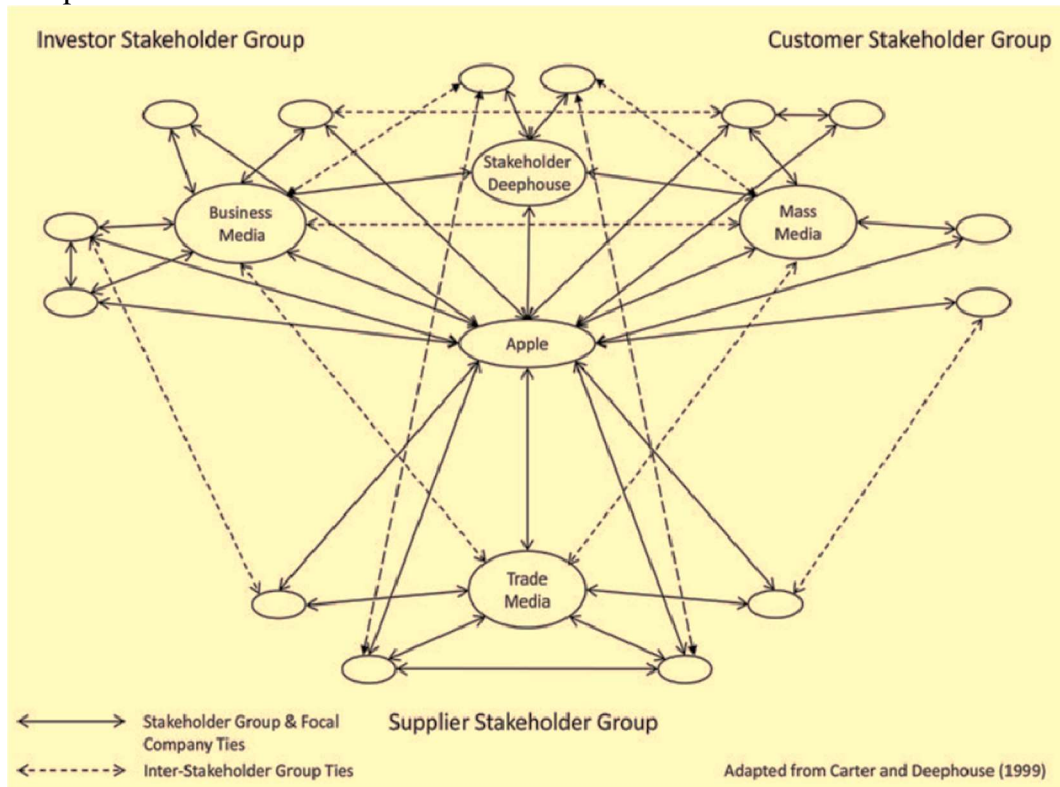 Investor Stakeholder Group
Customer Stakeholder Group
Stakeholder
Deephouse
Business
Media
Mass
Media
Apple
Trade
Media
Stakeholder Group & Focal
Company Ties
Supplier Stakeholder Group
Inter-Stakeholder Group Ties
Adapted from Carter and Deephouse (1999)